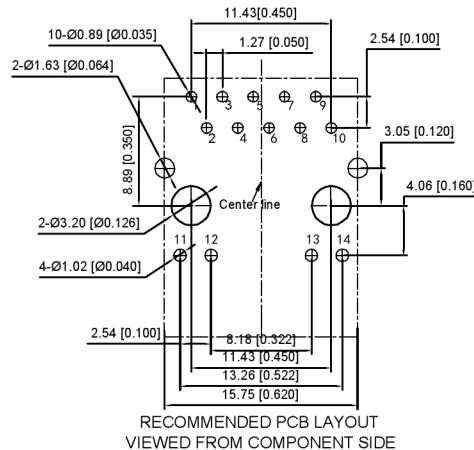 11.43[0.450]
10-Ø0.89 [Ø0.035]
1.27 [0.050]
2.54 [0.100]
2-Ø1.63 [Ø0.064]
1 3 5 7 9
2 4 6 8 10
8.89 [0.350]
3.05 [0.120]
4.06 [0.160]
Center line
2-Ø3.20 [Ø0.126]
11 12 13 14
4-Ø1.02 [Ø0.040]
2.54 [0.100]
8.18 [0.322]
11.43 [0.450]
13.26 [0.522]
15.75 [0.620]
RECOMMENDED PCB LAYOUT
VIEWED FROM COMPONENT SIDE